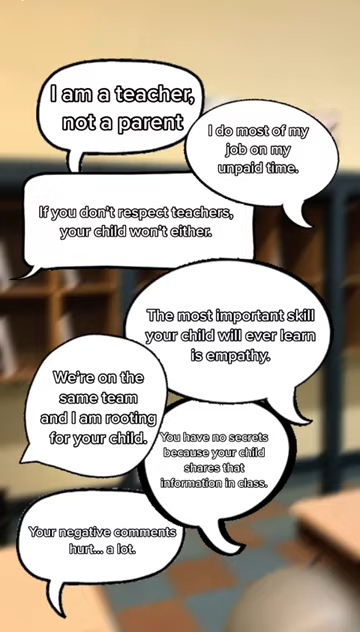 I am a teacher,
not a parent
I do most of my
job on my
unpaid time.
If you don't respect teachers,
your child won't either.
The most important skill
your child will ever learn
is empathy.
We're on the
same team
and I am rooting
for your child.
You have no secrets
because your child
shares that
information in class.
Your negative comments
hurt... a lot.